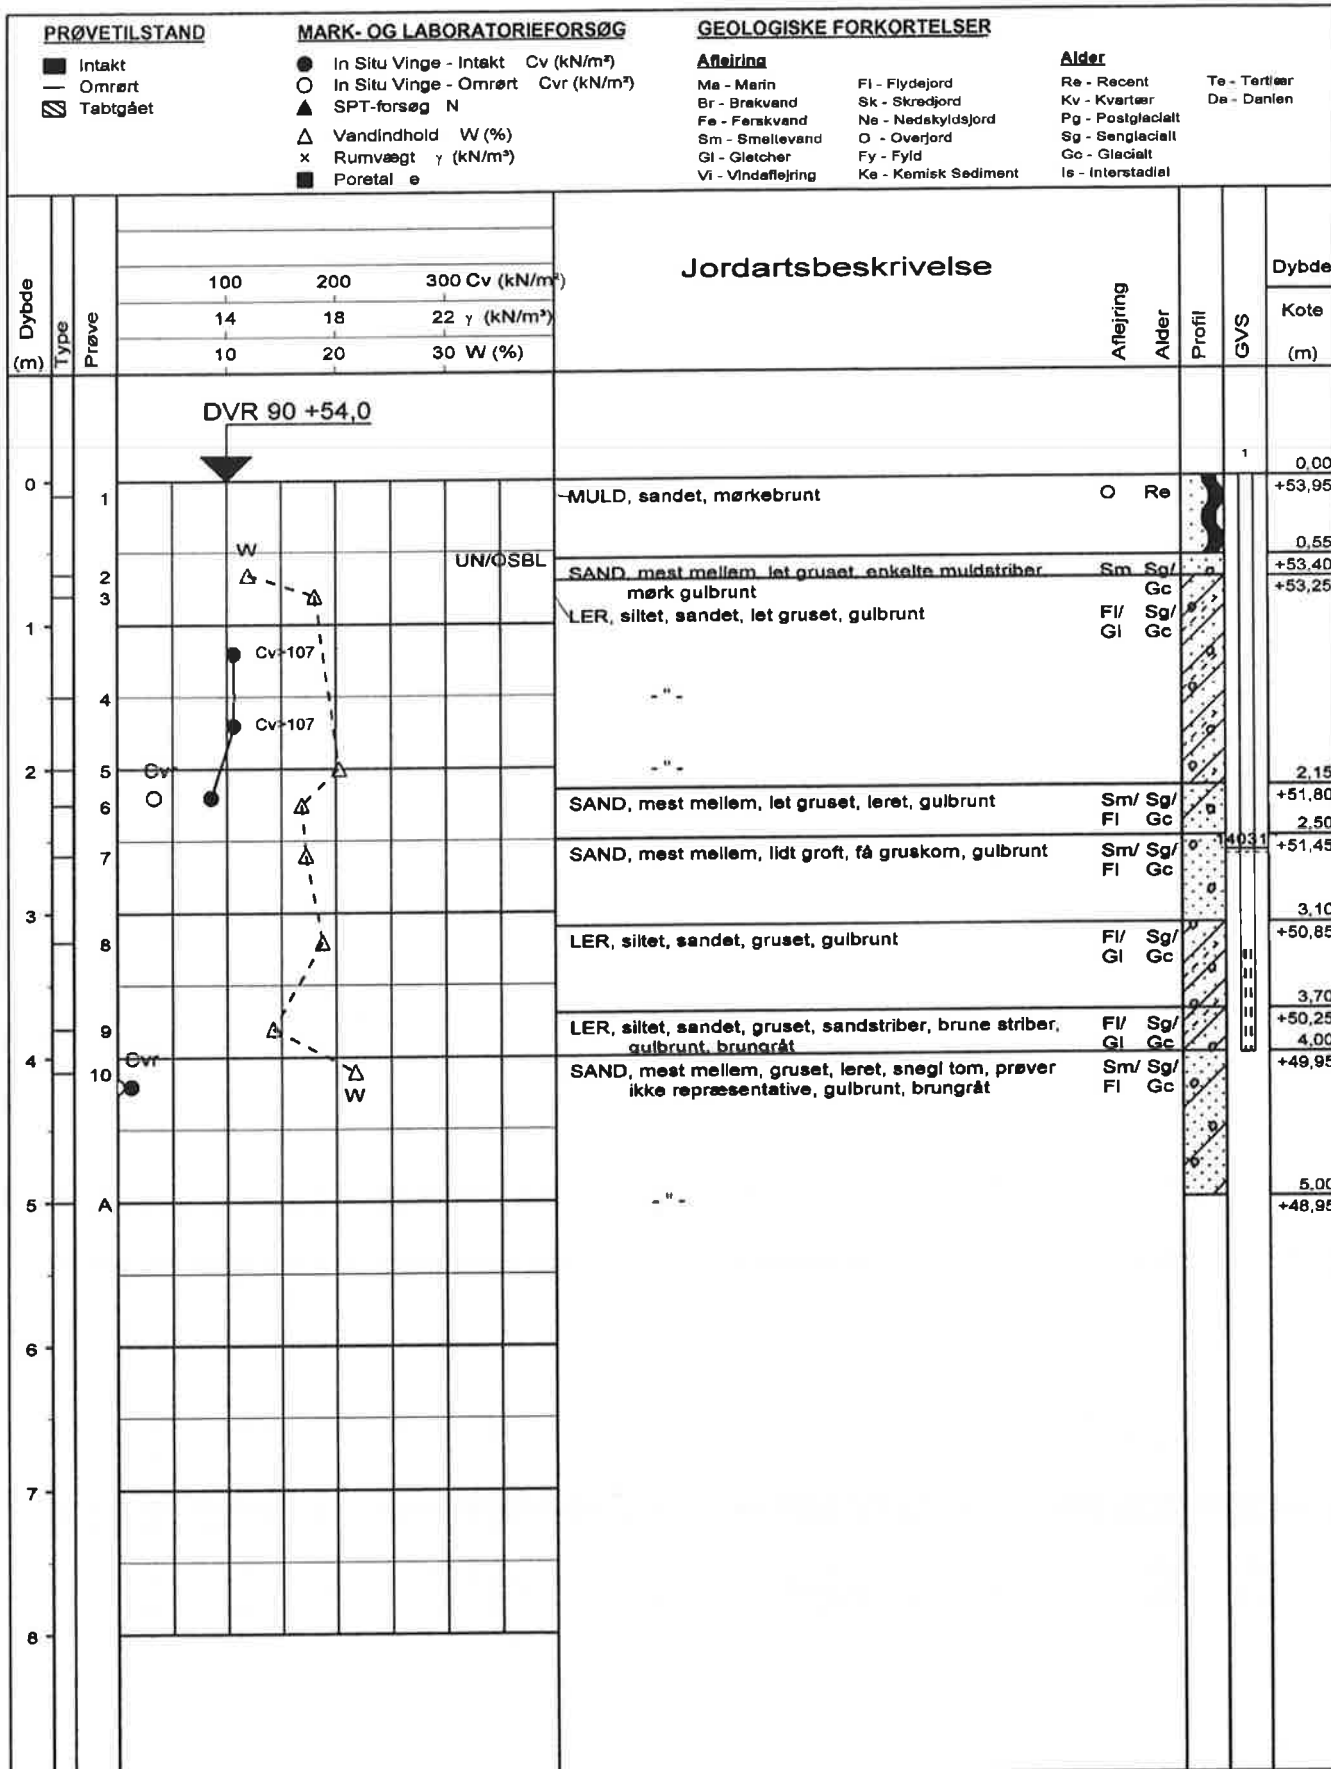 PRØVETILSTAND
Intakt
Omrørt
Tabtgået
MARK- OG LABORATORIEFORSØG
In Situ Vinge - Intakt Cv (kN/m²)
In Situ Vinge - Omrørt Cvr (kN/m²)
SPT-forsøg N
Vandindhold W (%)
Rumvægt γ (kN/m³)
Poretal e
GEOLOGISKE FORKORTELSER
Aflejring
Ma - Marin
Br - Brakvand
Fe - Ferskvand
Sm - Smeltevand
Gl - Gletcher
Vi - Vindaflejring
Fl - Flydejord
Sk - Skredjord
Ne - Nedskyldsjord
O - Overjord
Fy - Fyld
Ke - Kemisk Sediment
Alder
Re - Recent
Kv - Kvartær
Pg - Postglacialt
Sg - Senglacialt
Gc - Glacialt
Is - Interstadial
Te - Tertiær
Da - Danien
Dybde
(m)
Type
Prøve
100 200 300 Cv (kN/m²)
14 18 22 γ (kN/m³)
10 20 30 W (%)
Jordartsbeskrivelse
Aflejring
Alder
Profil
GVS
Dybde
Kote
(m)
DVR 90 +54,0
1
0,00
0
1
MULD, sandet, mørkebrunt O Re
+53,95
W
UN/OSBL
0,55
2
SAND, mest mellem, let gruset, enkelte muldstriber Sm Sg/
+53,40
mørk gulbrunt Gc
+53,25
3
LER, siltet, sandet, let gruset, gulbrunt Fl/ Sg/
Gl Gc
1
Cv>107
4
- " -
Cv>107
2
Cvr
5
- " -
2,15
6
SAND, mest mellem, let gruset, leret, gulbrunt Sm/ Sg/
+51,80
Fl Gc
2,50
7
SAND, mest mellem, lidt groft, få gruskom, gulbrunt Sm/ Sg/
14031
+51,45
Fl Gc
3
3,10
8
LER, siltet, sandet, gruset, gulbrunt Fl/ Sg/
+50,85
Gl Gc
3,70
9
LER, siltet, sandet, gruset, sandstriber, brune striber, Fl/ Sg/
+50,25
gulbrunt, brungråt Gl Gc
4,00
4
Cvr
10
SAND, mest mellem, gruset, leret, snegl tom, prøver Sm/ Sg/
+49,95
ikke repræsentative, gulbrunt, brungråt Fl Gc
W
5
A
- " -
5,00
+48,95
6
7
8